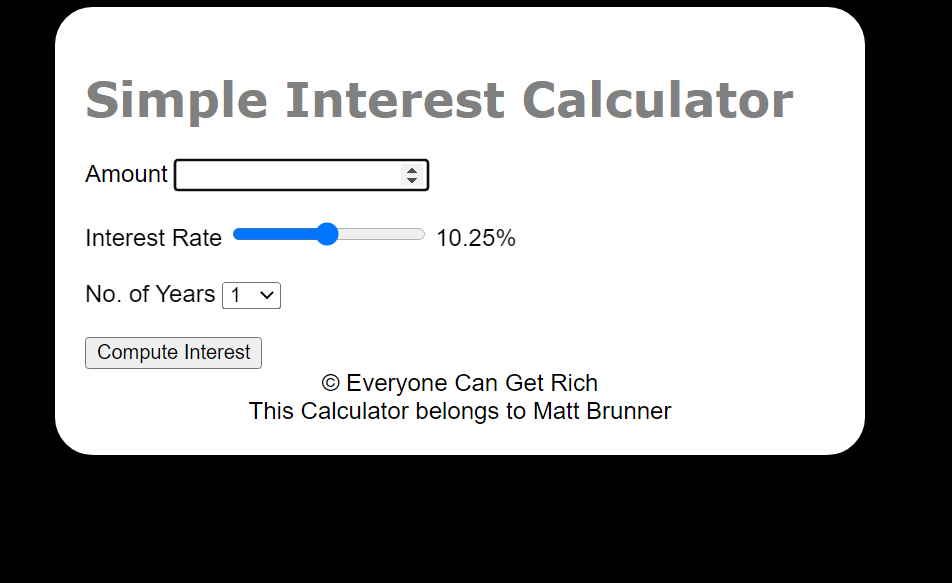 Simple Interest Calculator
Amount
Interest Rate 10.25%
No. of Years 1
Compute Interest
© Everyone Can Get Rich
This Calculator belongs to Matt Brunner